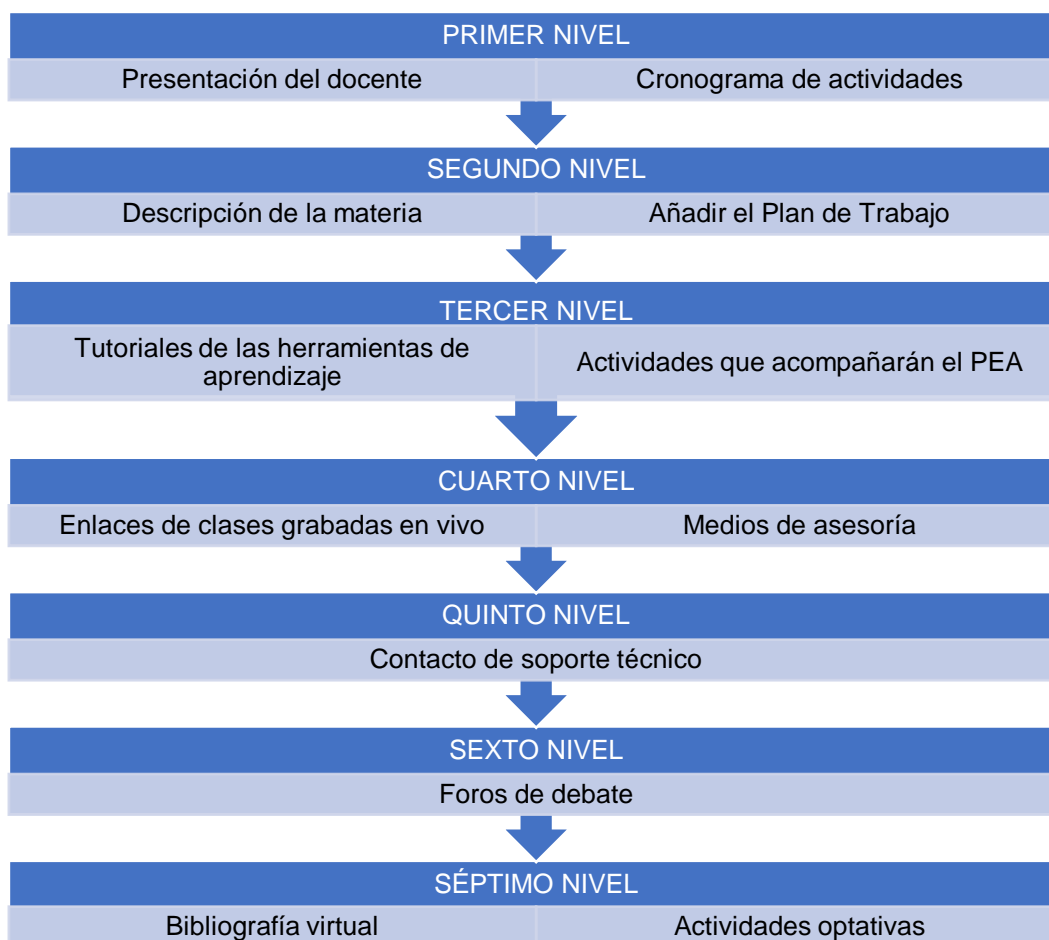 PRIMER NIVEL
Presentación del docente
Cronograma de actividades
SEGUNDO NIVEL
Descripción de la materia
Añadir el Plan de Trabajo
TERCER NIVEL
Tutoriales de las herramientas de
aprendizaje
Actividades que acompañarán el PEA
CUARTO NIVEL
Enlaces de clases grabadas en vivo
Medios de asesoría
QUINTO NIVEL
Contacto de soporte técnico
SEXTO NIVEL
Foros de debate
SÉPTIMO NIVEL
Bibliografía virtual
Actividades optativas